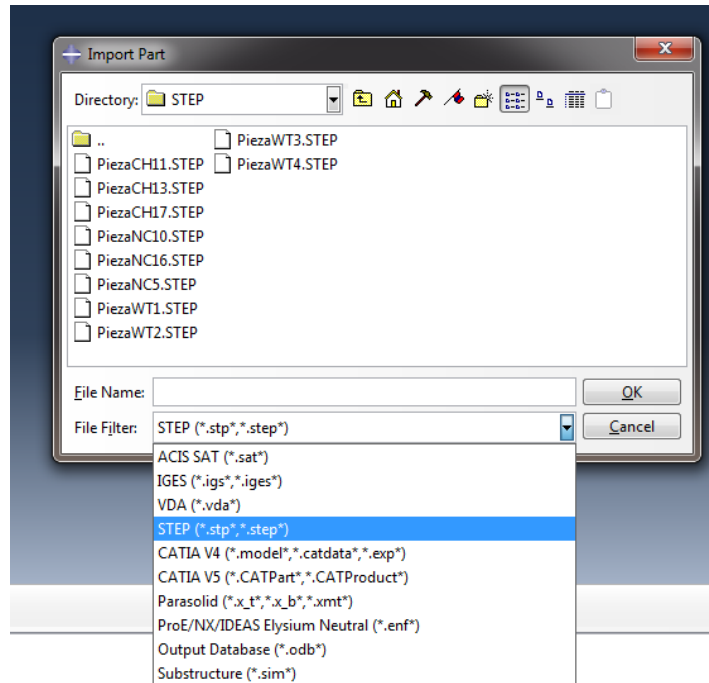 Import Part
Directory: STEP
..
PiezaCH11.STEP
PiezaCH13.STEP
PiezaCH17.STEP
PiezaNC10.STEP
PiezaNC16.STEP
PiezaNC5.STEP
PiezaWT1.STEP
PiezaWT2.STEP
PiezaWT3.STEP
PiezaWT4.STEP
File Name:
OK
File Filter: STEP (*.stp*,*.step*)
Cancel
ACIS SAT (*.sat*)
IGES (*.igs*,*.iges*)
VDA (*.vda*)
STEP (*.stp*,*.step*)
CATIA V4 (*.model*,*.catdata*,*.exp*)
CATIA V5 (*.CATPart*,*.CATProduct*)
Parasolid (*.x_t*,*.x_b*,*.xmt*)
ProE/NX/IDEAS Elysium Neutral (*.enf*)
Output Database (*.odb*)
Substructure (*.sim*)